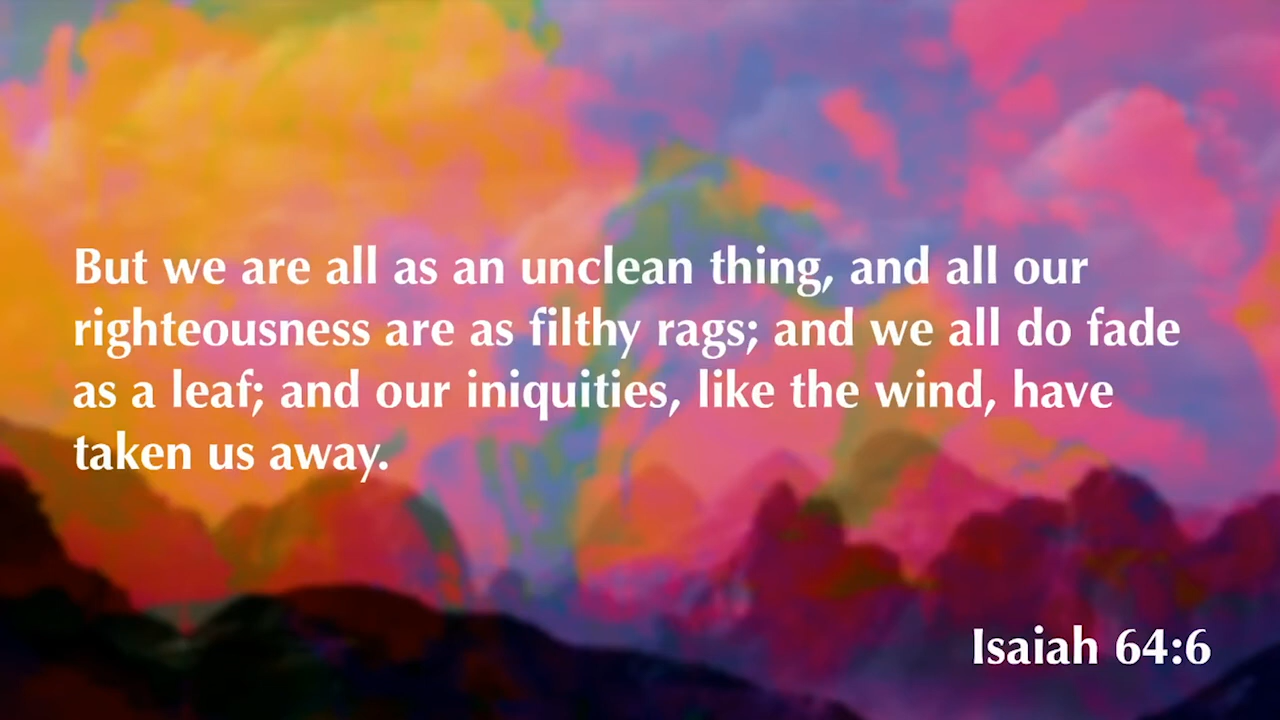 But we are all as an unclean thing, and all our
righteousness are as filthy rags; and we all do fade
as a leaf; and our iniquities, like the wind, have
taken us away.
Isaiah 64:6